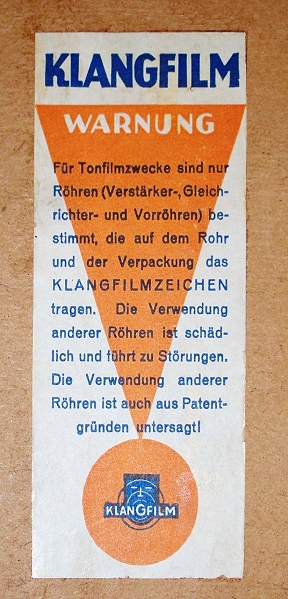 KLANGFILM
WARNUNG
Für Tonfilmzwecke sind nur
Röhren (Verstärker-, Gleich-
richter- und Vorröhren) be-
stimmt, die auf dem Rohr
und der Verpackung das
KLANGFILMZEICHEN
tragen. Die Verwendung
anderer Röhren ist schäd-
lich und führt zu Störungen.
Die Verwendung anderer
Röhren ist auch aus Patent-
gründen untersagt!
KLANGFILM